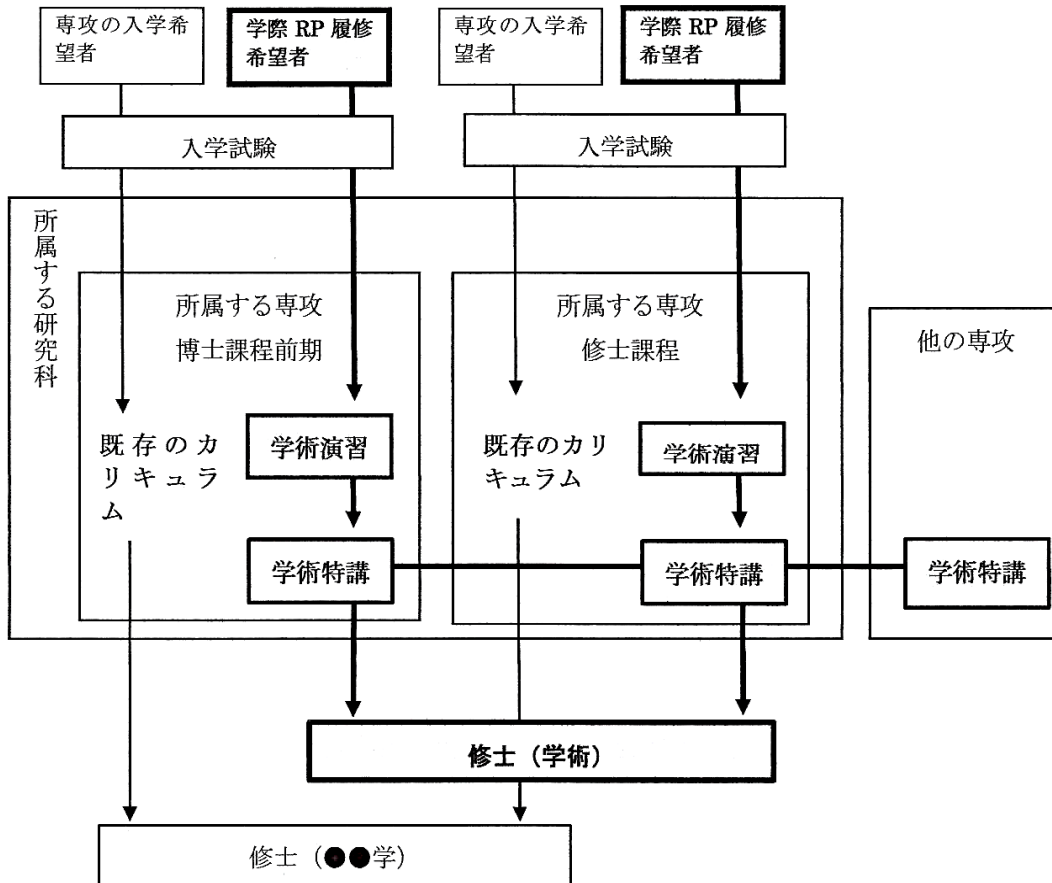 専攻の入学希
望者
学際 RP 履修
希望者
専攻の入学希
望者
学際 RP 履修
希望者
入学試験
入学試験
所属する研究科
所属する専攻
博士課程前期
所属する専攻
修士課程
他の専攻
既存のカ
リキュラ
ム
学術演習
既存のカリ
キュラム
学術演習
学術特講
学術特講
学術特講
修士（学術）
修士（●●学）